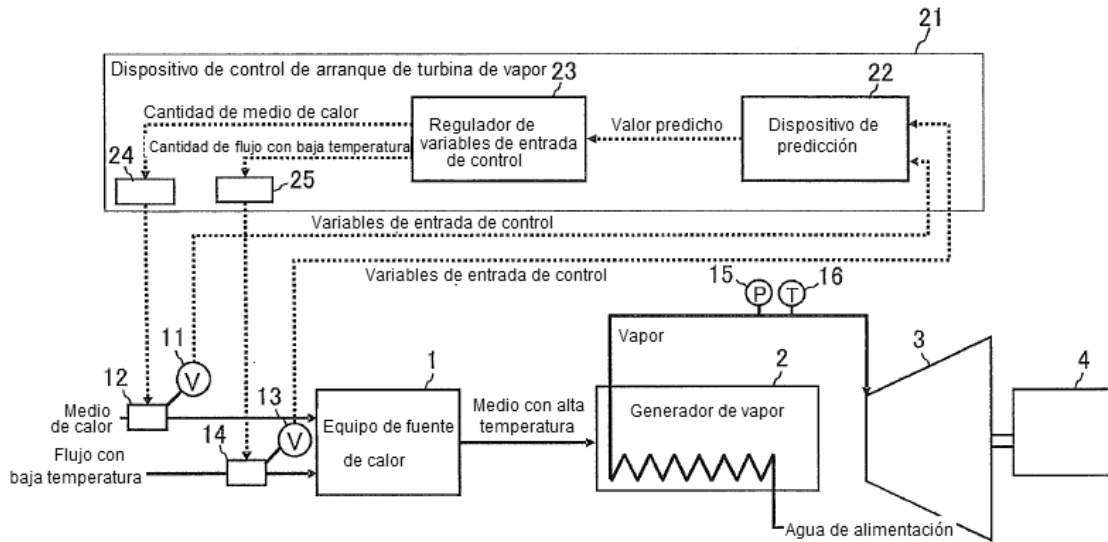 21
Dispositivo de control de arranque de turbina de vapor
23
22
Cantidad de medio de calor
Regulador de
variables de entrada
de control
Valor predicho
Dispositivo de
predicción
Cantidad de flujo con baja temperatura
24
25
Variables de entrada de control
Variables de entrada de control
15
P
T
16
11
V
Vapor
3
12
1
2
4
13
V
Medio
de calor
14
Equipo de fuente
de calor
Medio con alta
temperatura
Generador de vapor
Flujo con
baja temperatura
Agua de alimentación